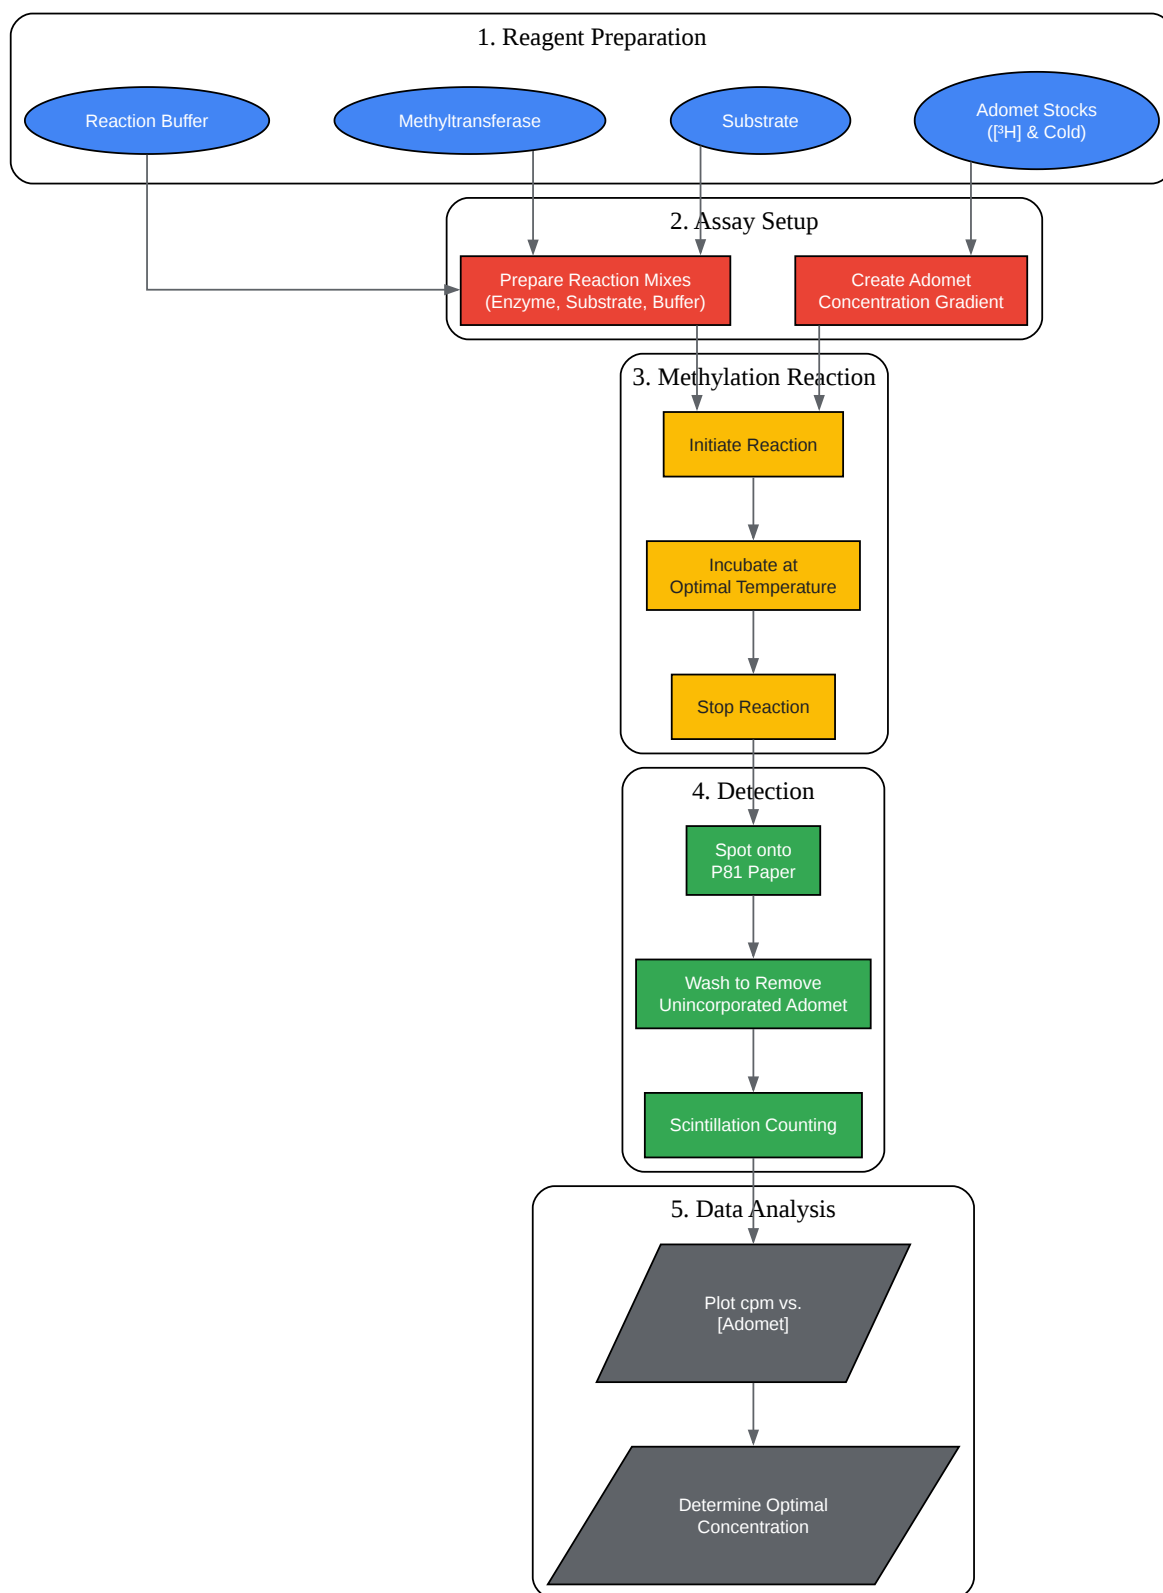 1. Reagent Preparation
Reaction Buffer
Methyltransferase
Substrate
Adomet Stocks
([³H] & Cold)
2. Assay Setup
Prepare Reaction Mixes
(Enzyme, Substrate, Buffer)
Create Adomet
Concentration Gradient
3. Methylation Reaction
Initiate Reaction
Incubate at
Optimal Temperature
Stop Reaction
4. Detection
Spot onto
P81 Paper
Wash to Remove
Unincorporated Adomet
Scintillation Counting
5. Data Analysis
Plot cpm vs.
[Adomet]
Determine Optimal
Concentration